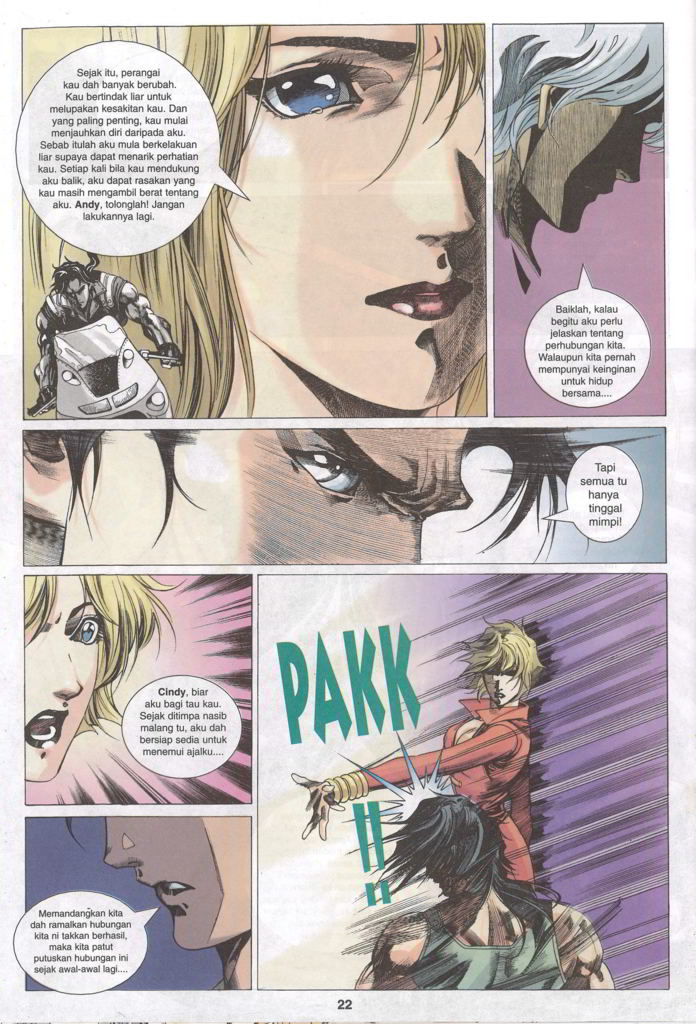 Sejak itu, perangai
kau dah banyak berubah.
Kau bertindak liar untuk
melupakan kesakitan kau. Dan
yang paling penting, kau mulai
menjauhkan diri daripada aku.
Sebab itulah aku mula berkelakuan
liar supaya dapat menarik perhatian
kau. Setiap kali bila kau mendukung
aku balik, aku dapat rasakan yang
kau masih mengambil berat tentang
aku. Andy, tolonglah! Jangan
lakukannya lagi.
Baiklah, kalau
begitu aku perlu
jelaskan tentang
perhubungan kita.
Walaupun kita pernah
mempunyai keinginan
untuk hidup
bersama....
Tapi
semua tu
hanya
tinggal
mimpi!
Cindy, biar
aku bagi tau kau.
Sejak ditimpa nasib
malang tu, aku dah
bersiap sedia untuk
menemui ajalku....
PAKK
!!
Memandangkan kita
dah ramalkan hubungan
kita ni takkan berhasil,
maka kita patut
putuskan hubungan ini
sejak awal-awal lagi....
22